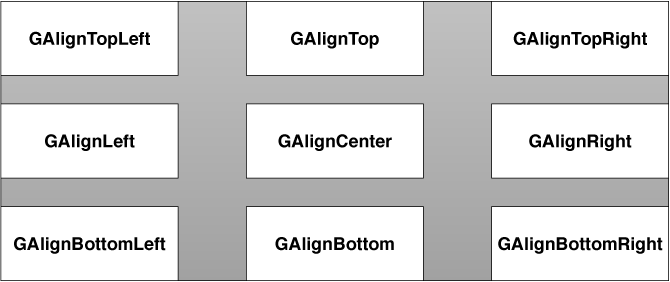 GAlignTopLeft
GAlignTop
GAlignTopRight
GAlignLeft
GAlignCenter
GAlignRight
GAlignBottomLeft
GAlignBottom
GAlignBottomRight